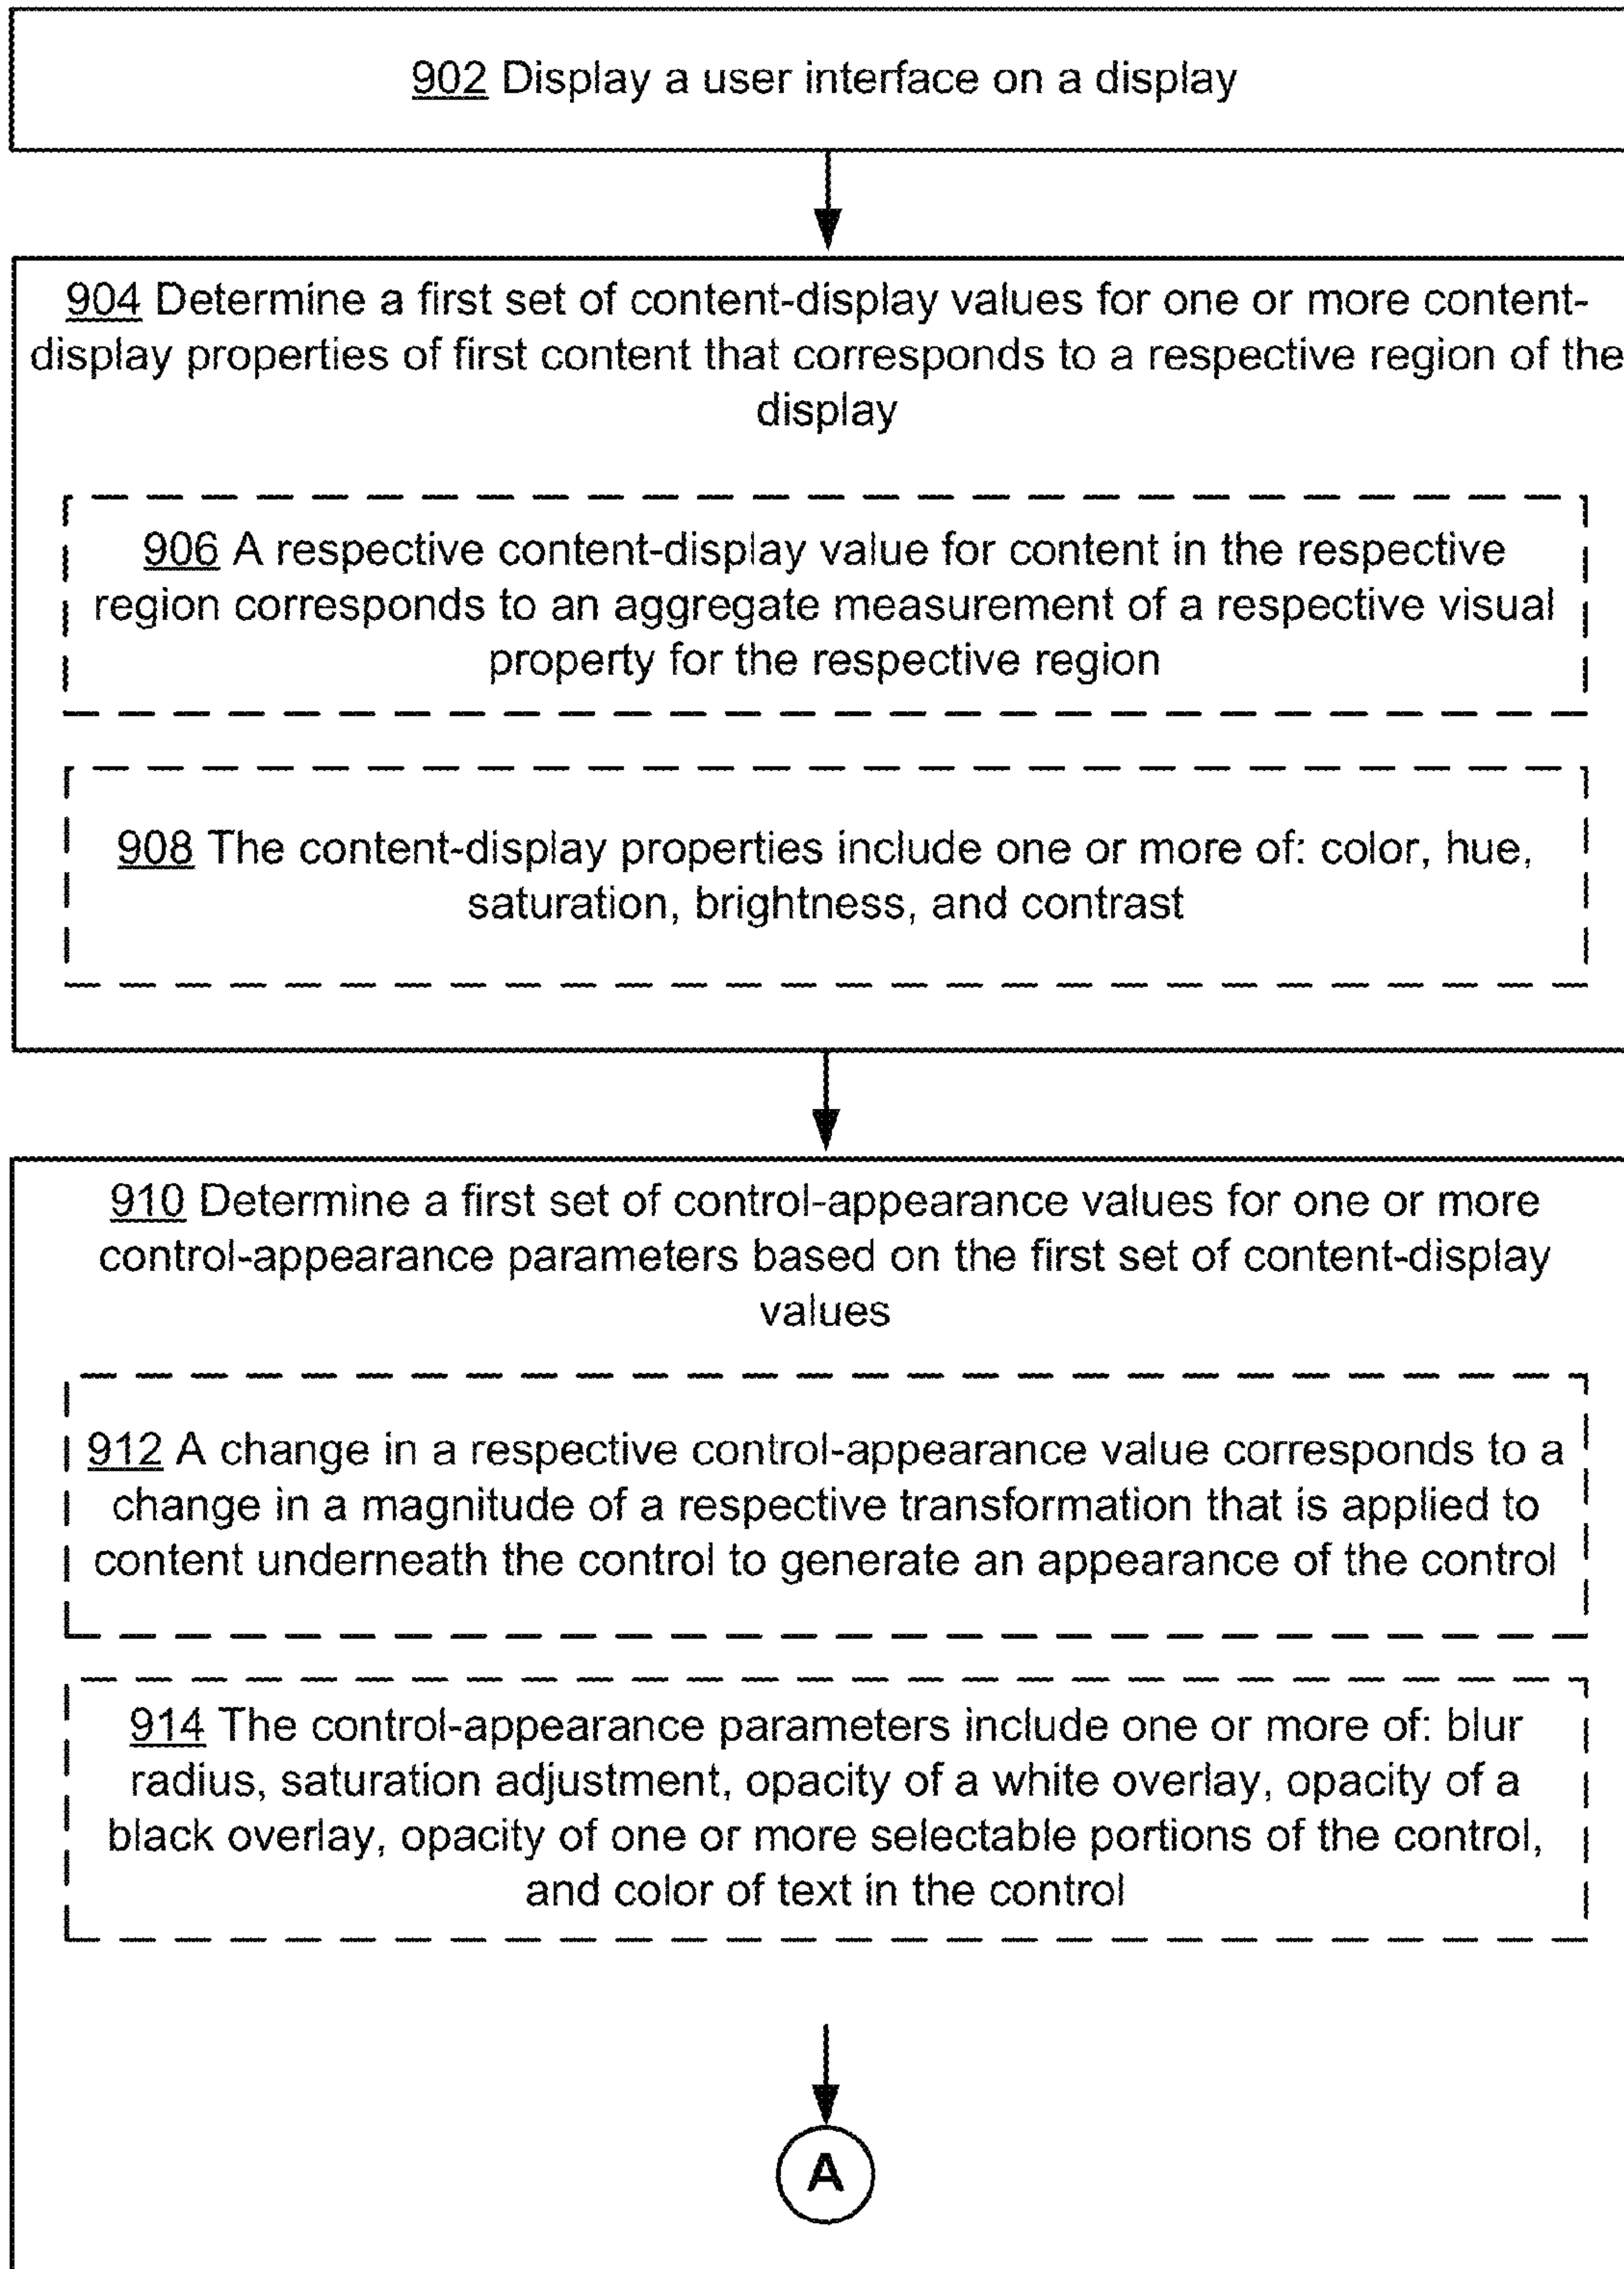 902 Display a user interface on a display
904 Determine a first set of content-display values for one or more content-
display properties of first content that corresponds to a respective region of the
display
906 A respective content-display value for content in the respective
region corresponds to an aggregate measurement of a respective visual
property for the respective region
908 The content-display properties include one or more of: color, hue,
saturation, brightness, and contrast
910 Determine a first set of control-appearance values for one or more
control-appearance parameters based on the first set of content-display
values
912 A change in a respective control-appearance value corresponds to a
change in a magnitude of a respective transformation that is applied to
content underneath the control to generate an appearance of the control
914 The control-appearance parameters include one or more of: blur
radius, saturation adjustment, opacity of a white overlay, opacity of a
black overlay, opacity of one or more selectable portions of the control,
and color of text in the control
A